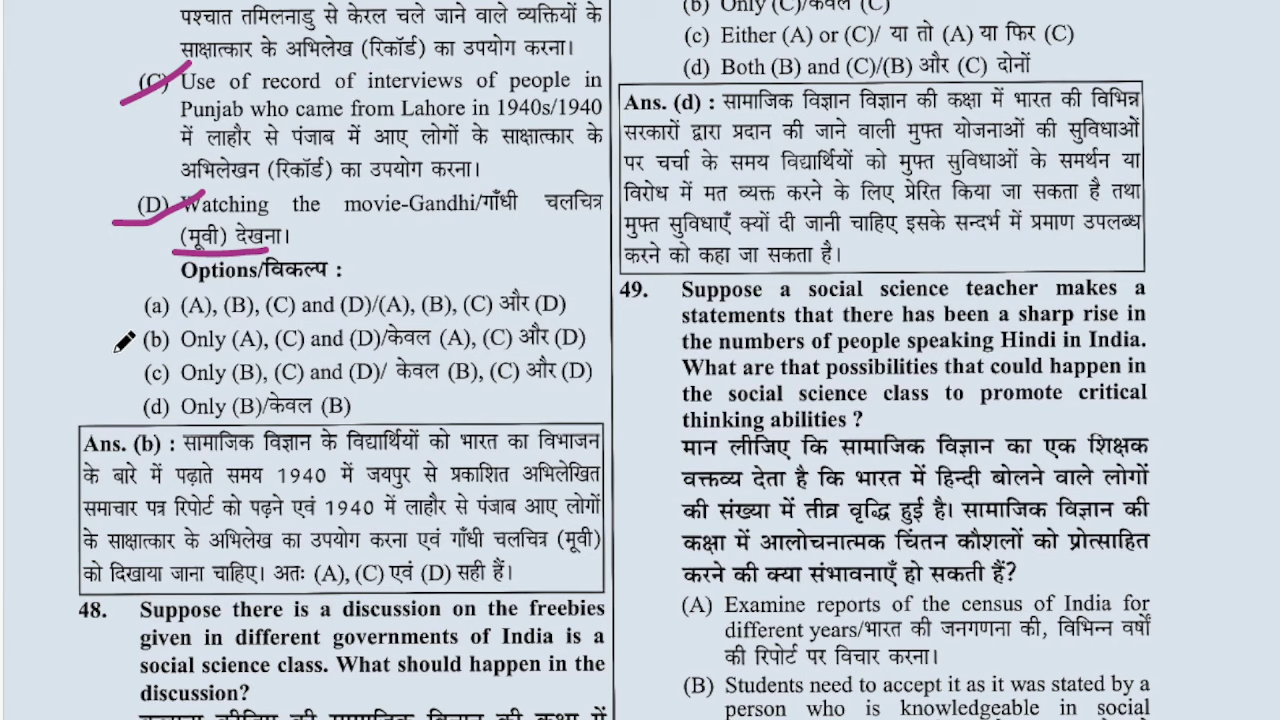 पश्चात तमिलनाडु से केरल चले जाने वाले व्यक्तियों के
साक्षात्कार के अभिलेख (रिकॉर्ड) का उपयोग करना।
(C) Use of record of interviews of people in
Punjab who came from Lahore in 1940s/1940
में लाहौर से पंजाब में आए लोगों के साक्षात्कार के
अभिलेखन (रिकॉर्ड) का उपयोग करना।
(D) Watching the movie-Gandhi/गाँधी चलचित्र
(मूवी) देखना।
Options/विकल्प :
(a) (A), (B), (C) and (D)/(A), (B), (C) और (D)
(b) Only (A), (C) and (D)/केवल (A), (C) और (D)
(c) Only (B), (C) and (D)/ केवल (B), (C) और (D)
(d) Only (B)/केवल (B)
Ans. (b) : सामाजिक विज्ञान के विद्यार्थियों को भारत का विभाजन
के बारे में पढ़ाते समय 1940 में जयपुर से प्रकाशित अभिलेखित
समाचार पत्र रिपोर्ट को पढ़ने एवं 1940 में लाहौर से पंजाब आए लोगों
के साक्षात्कार के अभिलेख का उपयोग करना एवं गाँधी चलचित्र (मूवी)
को दिखाया जाना चाहिए। अतः (A), (C) एवं (D) सही हैं।
48. Suppose there is a discussion on the freebies
given in different governments of India is a
social science class. What should happen in the
discussion?
कल्पना कीजिए की सामाजिक विज्ञान की कक्षा में
(b) Only (C)/केवल (C)
(c) Either (A) or (C)/ या तो (A) या फिर (C)
(d) Both (B) and (C)/(B) और (C) दोनों
Ans. (d) : सामाजिक विज्ञान विज्ञान की कक्षा में भारत की विभिन्न
सरकारों द्वारा प्रदान की जाने वाली मुफ्त योजनाओं की सुविधाओं
पर चर्चा के समय विद्यार्थियों को मुफ्त सुविधाओं के समर्थन या
विरोध में मत व्यक्त करने के लिए प्रेरित किया जा सकता है तथा
मुफ्त सुविधाएँ क्यों दी जानी चाहिए इसके सन्दर्भ में प्रमाण उपलब्ध
करने को कहा जा सकता है।
49. Suppose a social science teacher makes a
statements that there has been a sharp rise in
the numbers of people speaking Hindi in India.
What are that possibilities that could happen in
the social science class to promote critical
thinking abilities ?
मान लीजिए कि सामाजिक विज्ञान का एक शिक्षक
वक्तव्य देता है कि भारत में हिन्दी बोलने वाले लोगों
की संख्या में तीव्र वृद्धि हुई है। सामाजिक विज्ञान की
कक्षा में आलोचनात्मक चिंतन कौशलों को प्रोत्साहित
करने की क्या संभावनाएँ हो सकती हैं?
(A) Examine reports of the census of India for
different years/भारत की जनगणना की, विभिन्न वर्षों
की रिपोर्ट पर विचार करना।
(B) Students need to accept it as it was stated by a
person who is knowledgeable in social